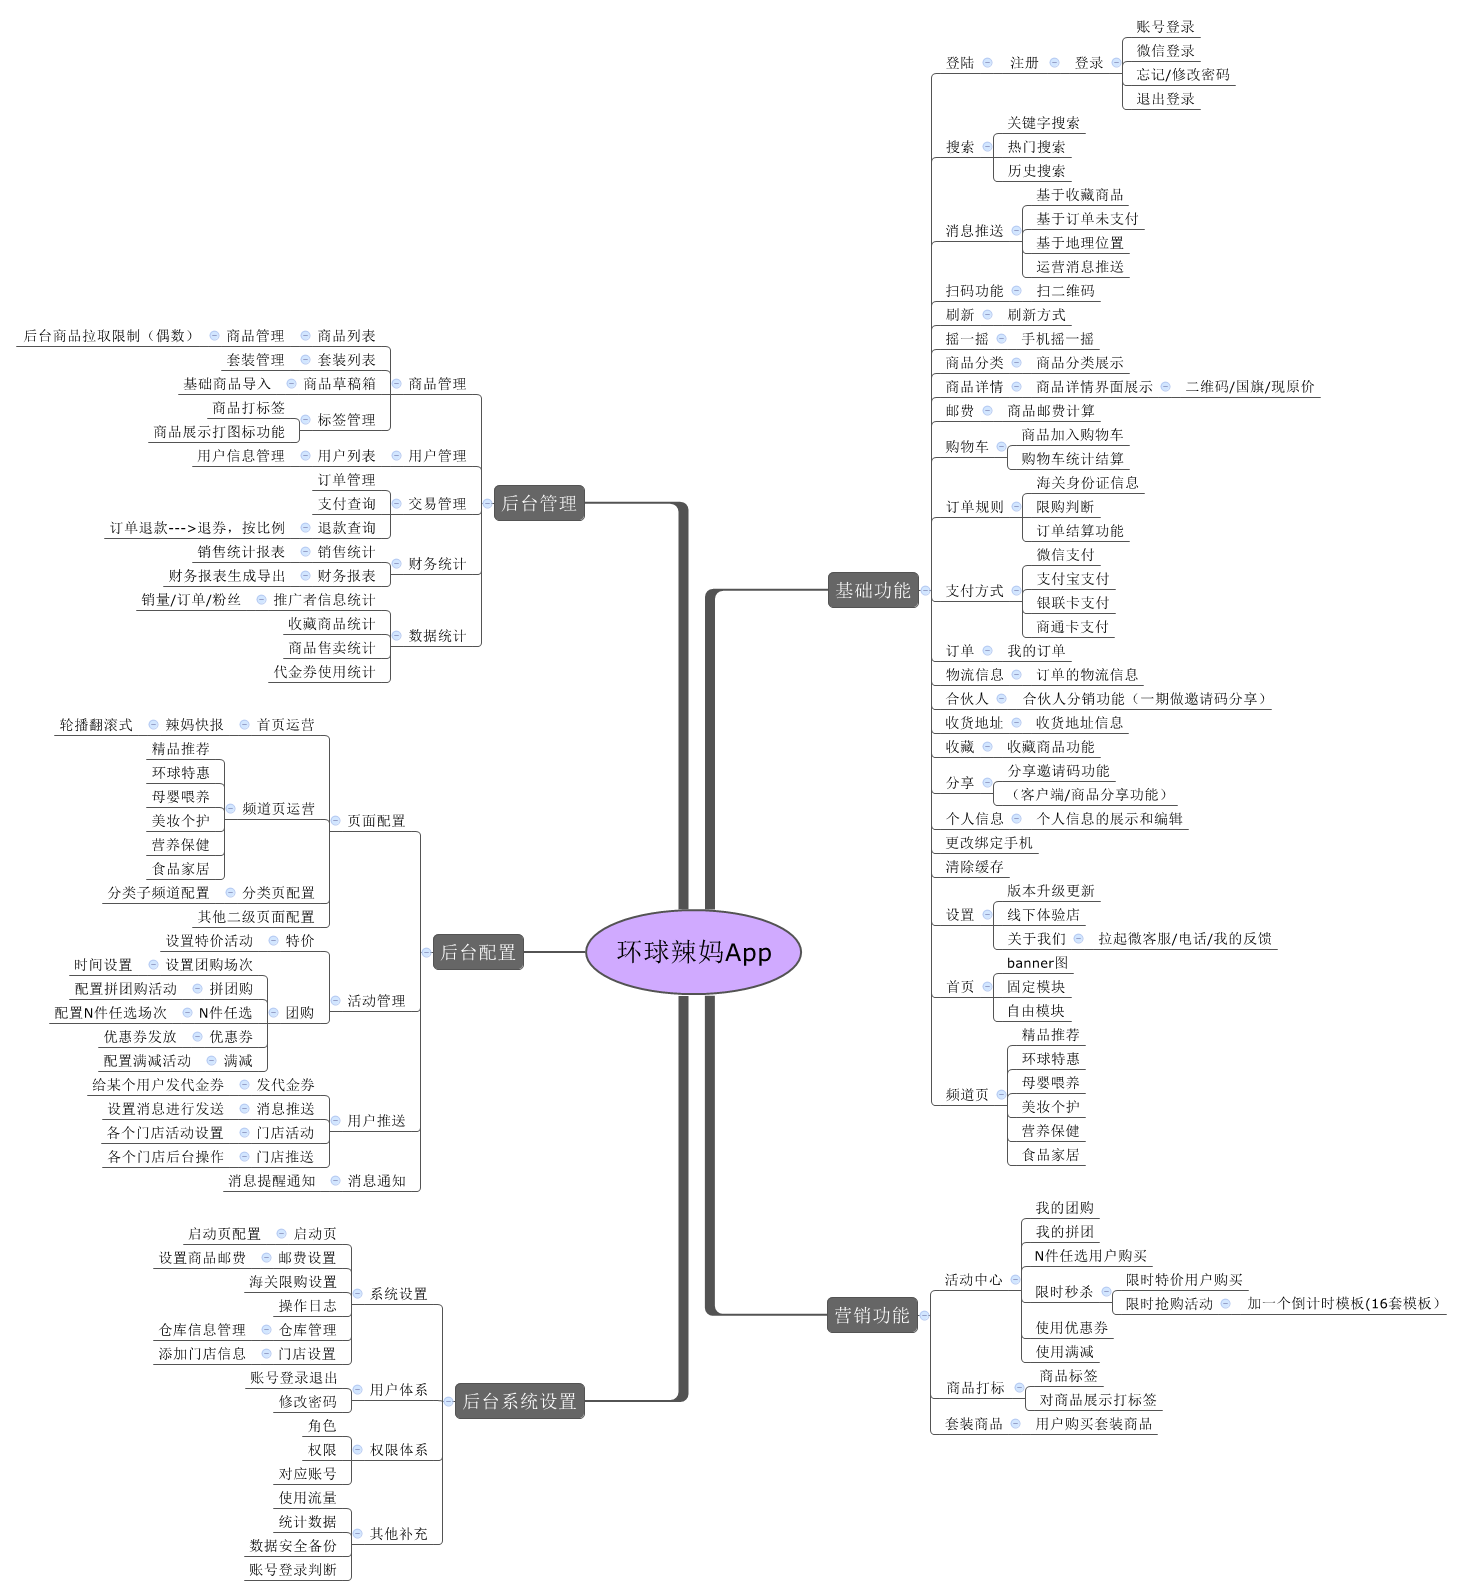 环球辣妈App
基础功能
登陆
注册
登录
账号登录
微信登录
忘记/修改密码
退出登录
搜索
关键字搜索
热门搜索
历史搜索
消息推送
基于收藏商品
基于订单未支付
基于地理位置
运营消息推送
扫码功能
扫二维码
刷新
刷新方式
摇一摇
手机摇一摇
商品分类
商品分类展示
商品详情
商品详情界面展示
二维码/国旗/现原价
邮费
商品邮费计算
购物车
商品加入购物车
购物车统计结算
订单规则
海关身份证信息
限购判断
订单结算功能
支付方式
微信支付
支付宝支付
银联卡支付
商通卡支付
订单
我的订单
物流信息
订单的物流信息
合伙人
合伙人分销功能（一期做邀请码分享）
收货地址
收货地址信息
收藏
收藏商品功能
分享
分享邀请码功能
（客户端/商品分享功能）
个人信息
个人信息的展示和编辑
更改绑定手机
清除缓存
设置
版本升级更新
线下体验店
关于我们
拉起微客服/电话/我的反馈
首页
banner图
固定模块
自由模块
频道页
精品推荐
环球特惠
母婴喂养
美妆个护
营养保健
食品家居
营销功能
活动中心
我的团购
我的拼团
N件任选用户购买
限时秒杀
限时特价用户购买
限时抢购活动
加一个倒计时模板(16套模板）
使用优惠券
使用满减
商品打标
商品标签
对商品展示打标签
套装商品
用户购买套装商品
后台管理
商品管理
商品列表
商品管理
后台商品拉取限制（偶数）
套装列表
套装管理
商品草稿箱
基础商品导入
标签管理
商品打标签
商品展示打图标功能
用户管理
用户列表
用户信息管理
交易管理
订单管理
支付查询
退款查询
订单退款--->退券，按比例
财务统计
销售统计
销售统计报表
财务报表
财务报表生成导出
数据统计
推广者信息统计
销量/订单/粉丝
收藏商品统计
商品售卖统计
代金券使用统计
后台配置
页面配置
首页运营
辣妈快报
轮播翻滚式
频道页运营
精品推荐
环球特惠
母婴喂养
美妆个护
营养保健
食品家居
分类页配置
分类子频道配置
其他二级页面配置
活动管理
特价
设置特价活动
团购
设置团购场次
时间设置
拼团购
配置拼团购活动
N件任选
配置N件任选场次
优惠券
优惠券发放
满减
配置满减活动
用户推送
发代金券
给某个用户发代金券
消息推送
设置消息进行发送
门店活动
各个门店活动设置
门店推送
各个门店后台操作
消息通知
消息提醒通知
后台系统设置
系统设置
启动页
启动页配置
邮费设置
设置商品邮费
海关限购设置
操作日志
仓库管理
仓库信息管理
门店设置
添加门店信息
用户体系
账号登录退出
修改密码
权限体系
角色
权限
对应账号
其他补充
使用流量
统计数据
数据安全备份
账号登录判断